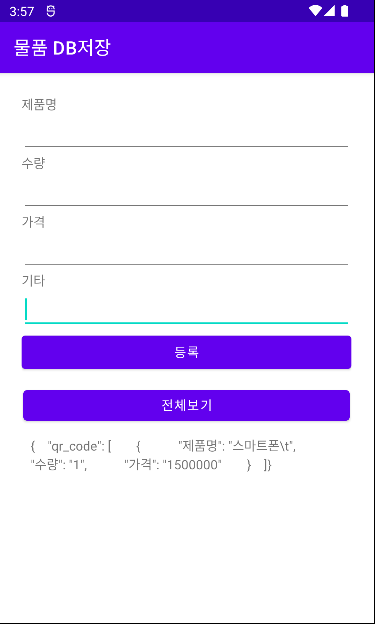 3:57
물품 DB저장
제품명
수량
가격
기타
등록
전체보기
{ "qr_code": [ { "제품명": "스마트폰\t",
"수량": "1", "가격": "1500000" } ]}